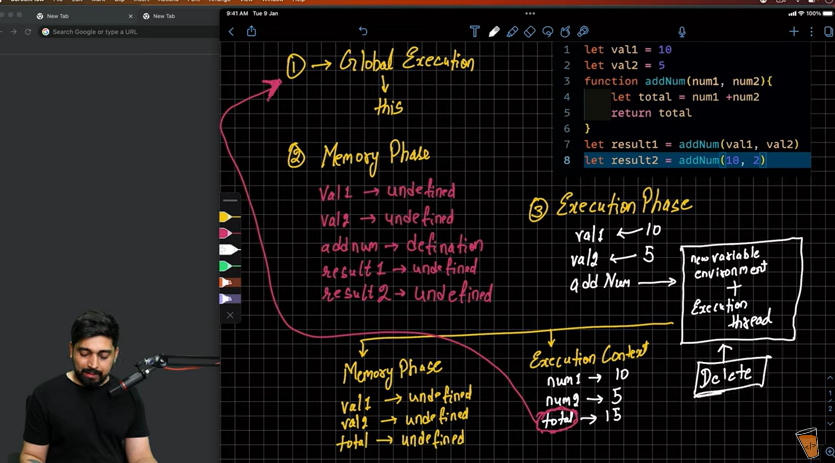 New Tab
New Tab
Search Google or type a URL
9:41 AM Tue 9 Jan
100%
① → Global Execution
this
② Memory Phase
val1 → undefined
val2 → undefined
addnum → defination
result1 → undefined
result2 → undefined
1 let val1 = 10
2 let val2 = 5
3 function addNum(num1, num2){
4 let total = num1 +num2
5 return total
6 }
7 let result1 = addNum(val1, val2)
8 let result2 = addNum(10, 2)
③ Execution Phase
val1 ← 10
val2 ← 5
add Num →
new variable
environment
+
Execution
thread
Delete
Memory Phase
val1 → undefined
val2 → undefined
total → undefined
Execution Context
num1 → 10
num2 → 5
total → 15